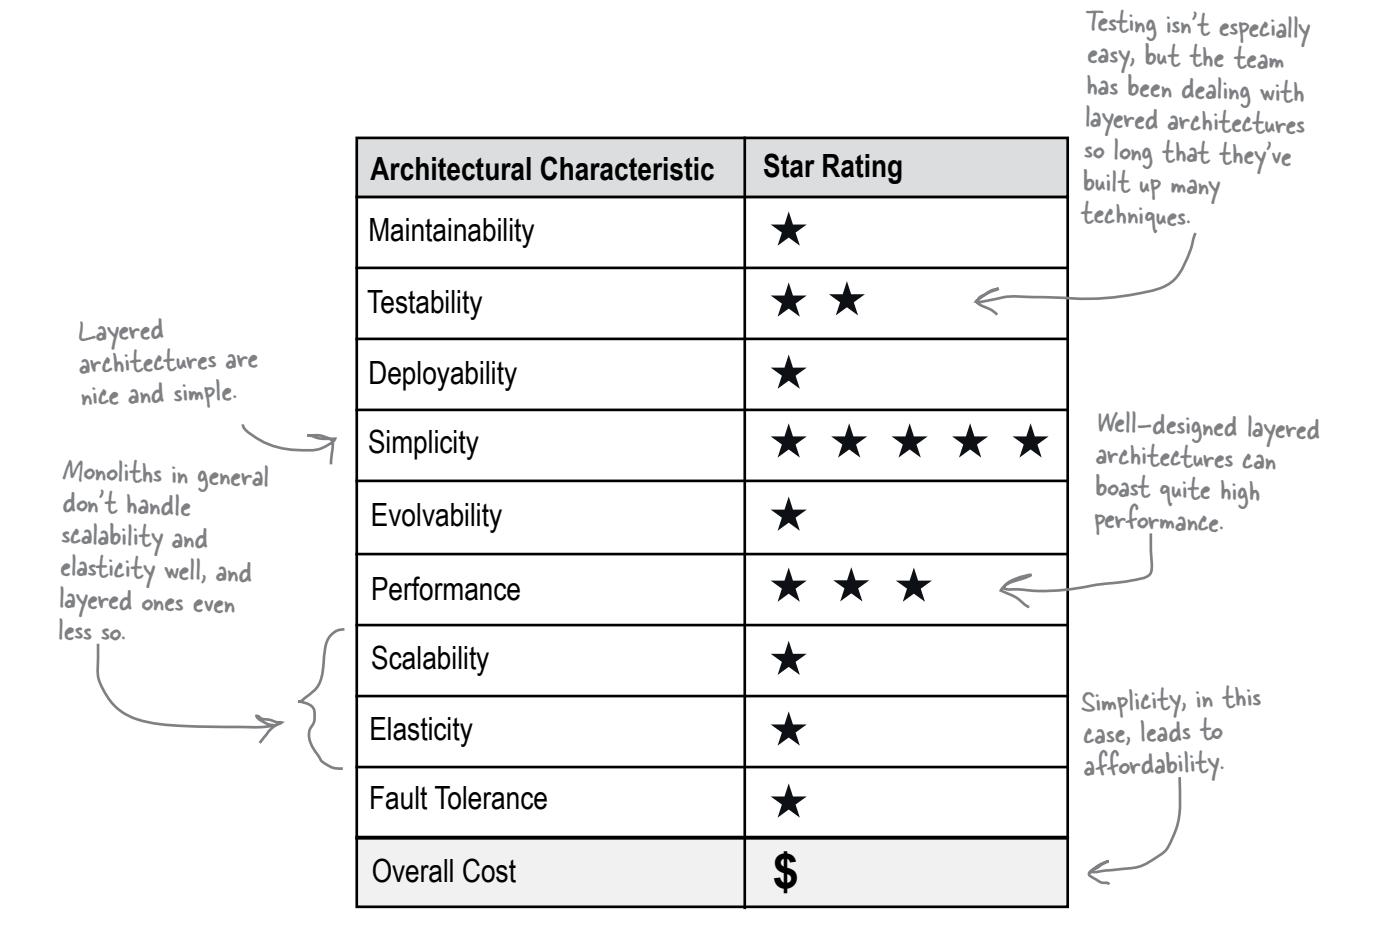 Testing isn't especially
easy, but the team
has been dealing with
layered architectures
so long that they've
built up many
techniques.
Architectural Characteristic Star Rating
Maintainability ★
Testability ★ ★
Deployability ★
Simplicity ★ ★ ★ ★ ★
Evolvability ★
Performance ★ ★ ★
Scalability ★
Elasticity ★
Fault Tolerance ★
Overall Cost $
Layered
architectures are
nice and simple.
Monoliths in general
don't handle
scalability and
elasticity well, and
layered ones even
less so.
Well-designed layered
architectures can
boast quite high
performance.
Simplicity, in this
case, leads to
affordability.